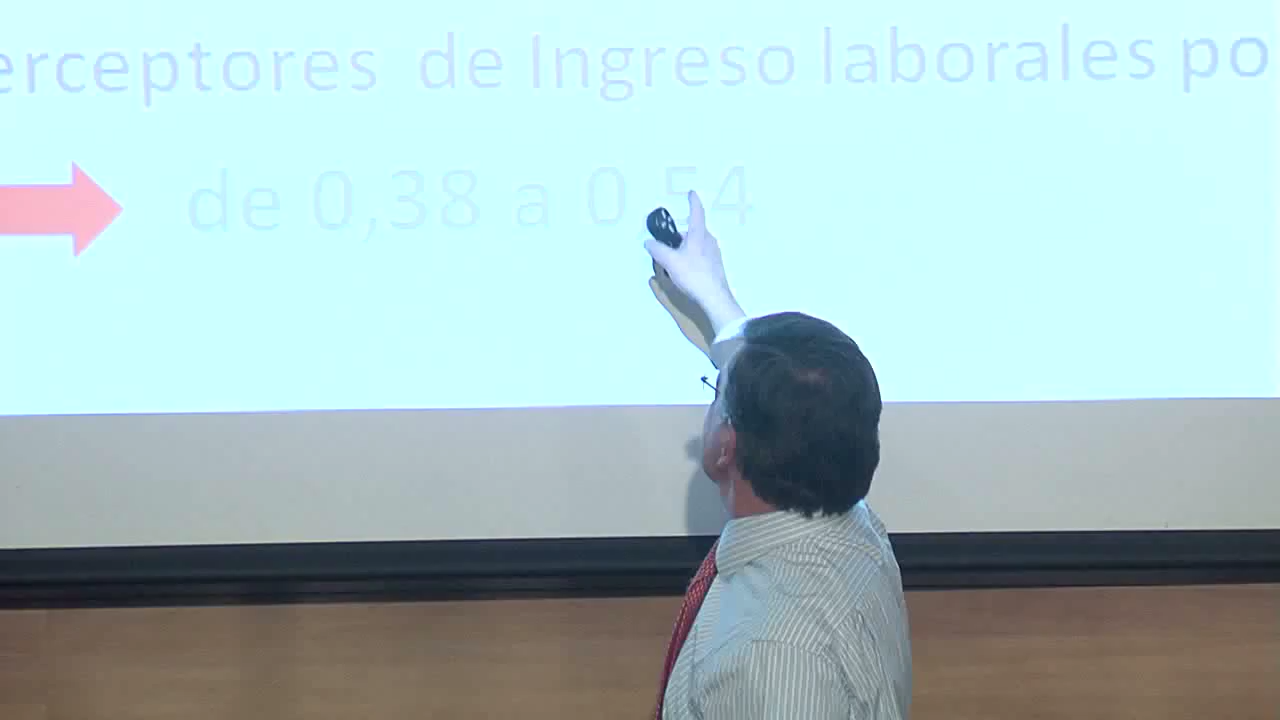 erceptores de Ingreso laborales po
de 0,38 a 0,54